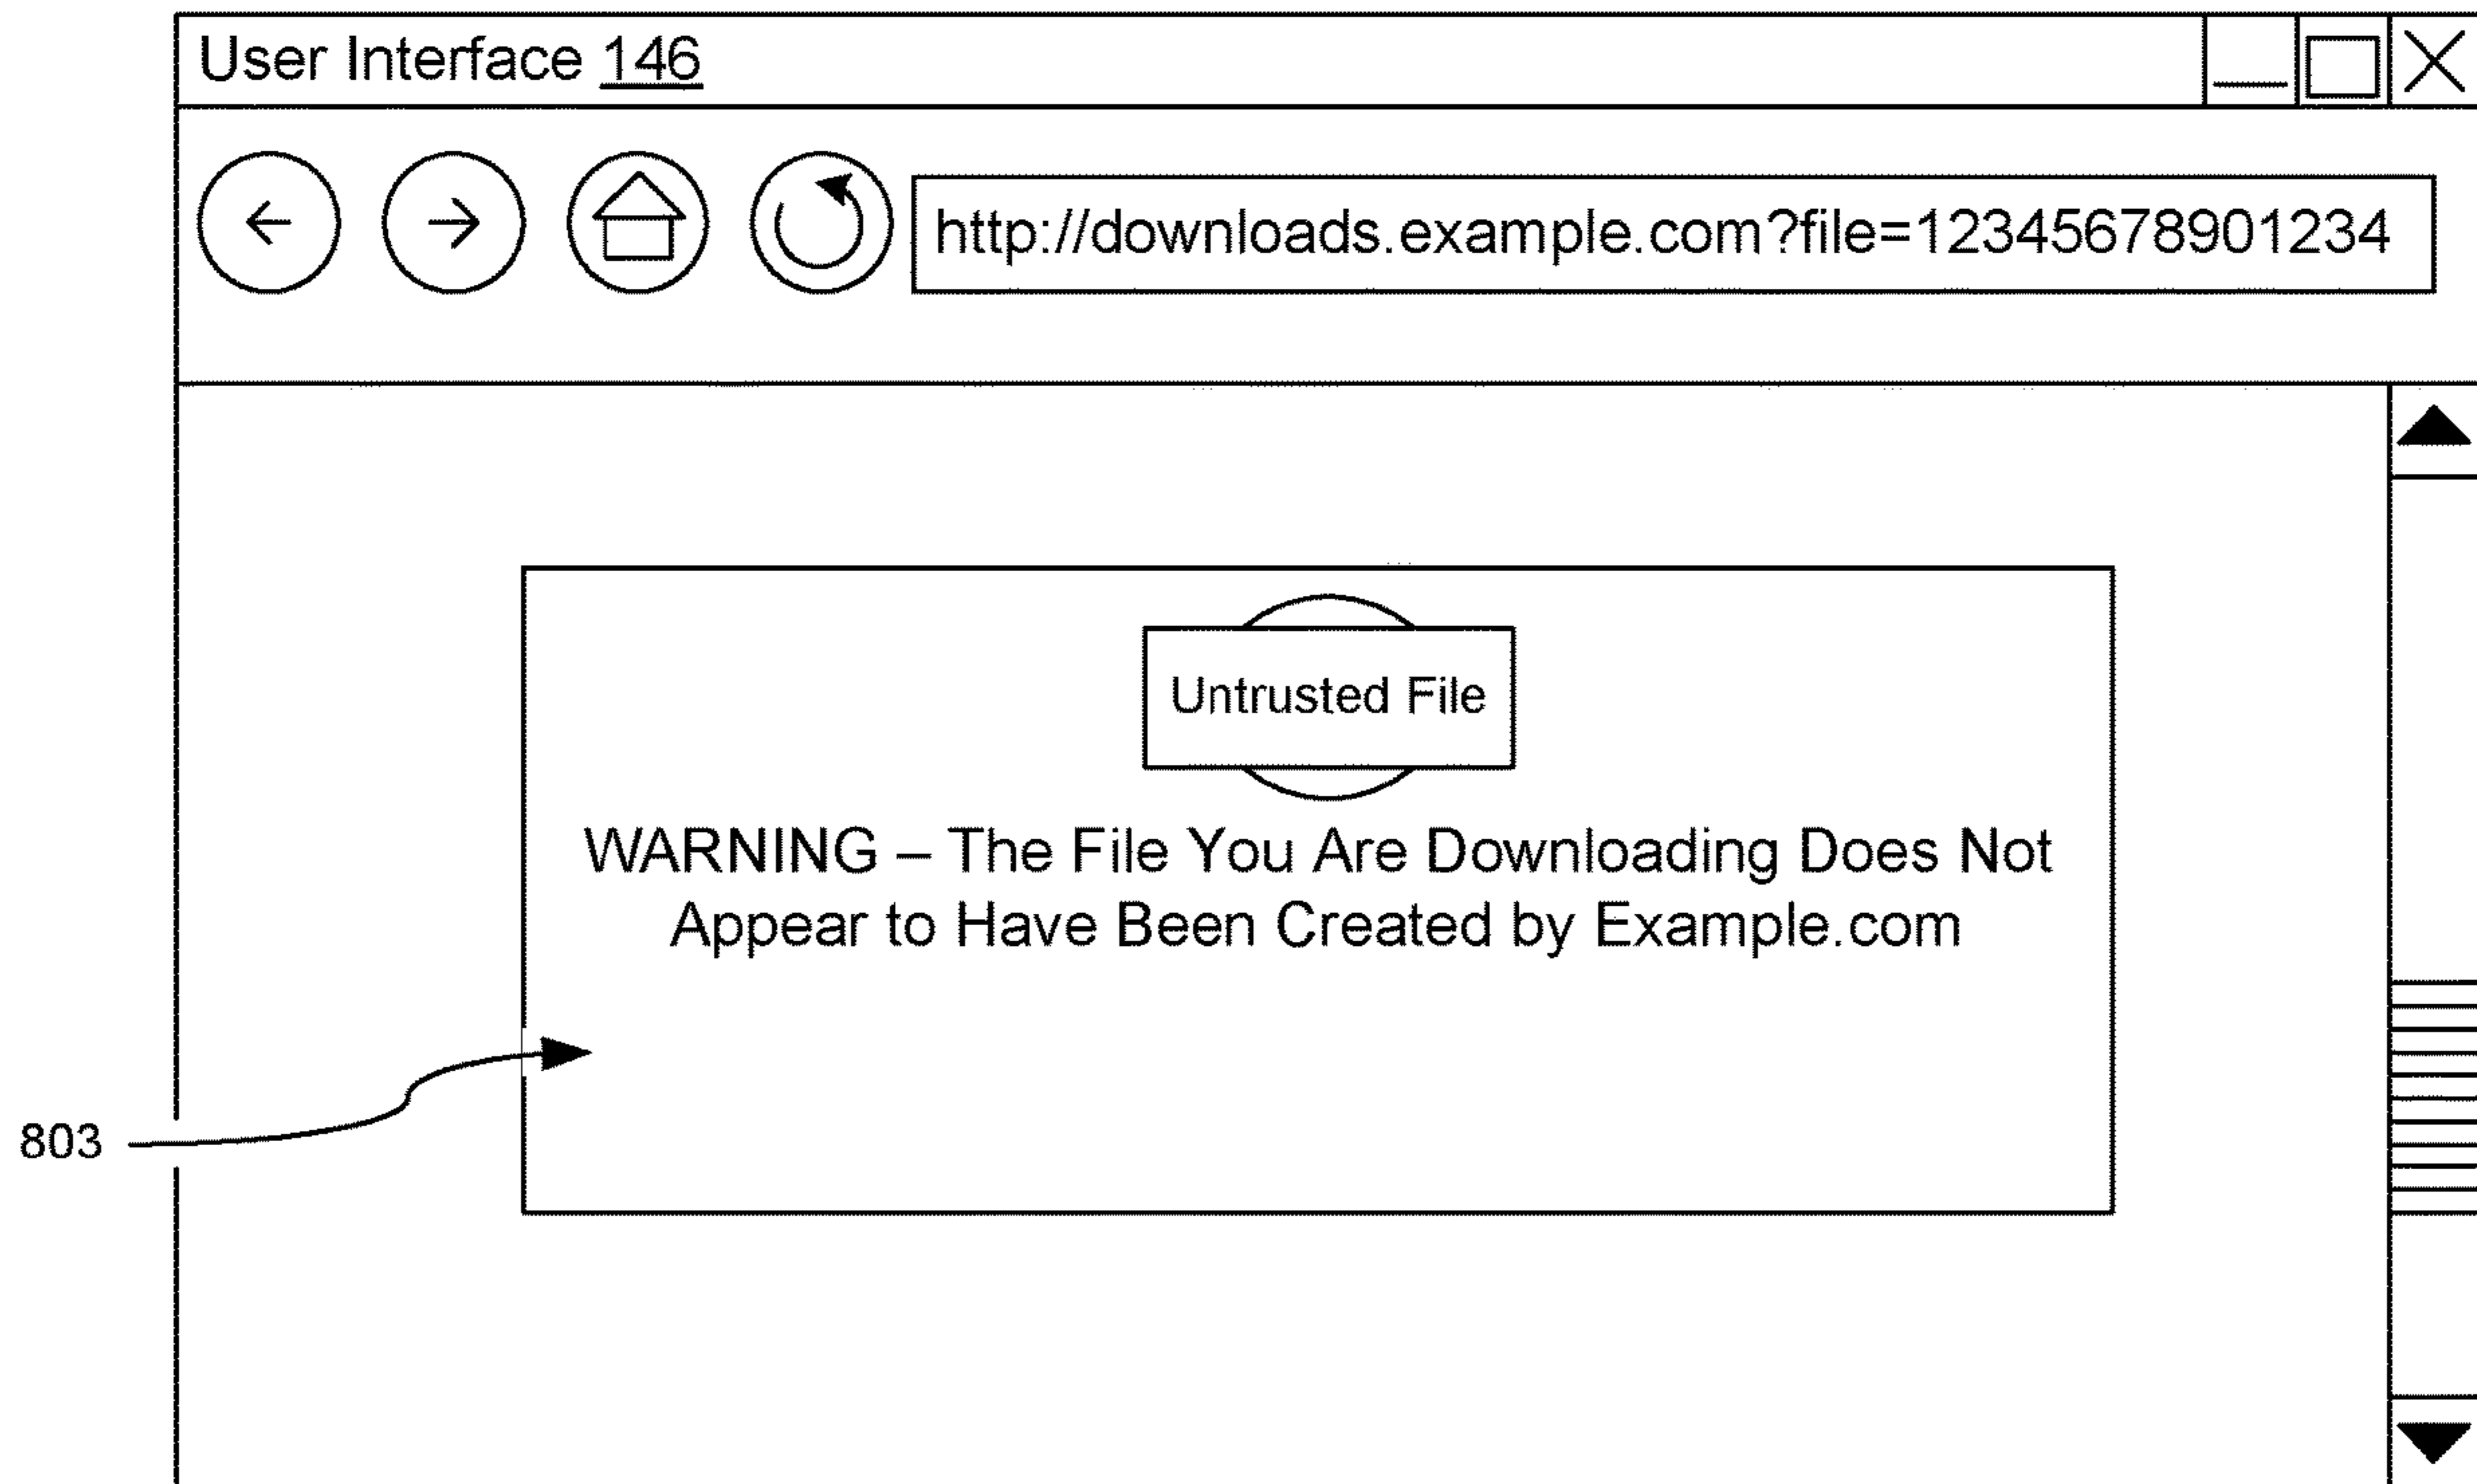 User Interface 146
http://downloads.example.com?file=12345678901234
Untrusted File
WARNING – The File You Are Downloading Does Not
Appear to Have Been Created by Example.com
803